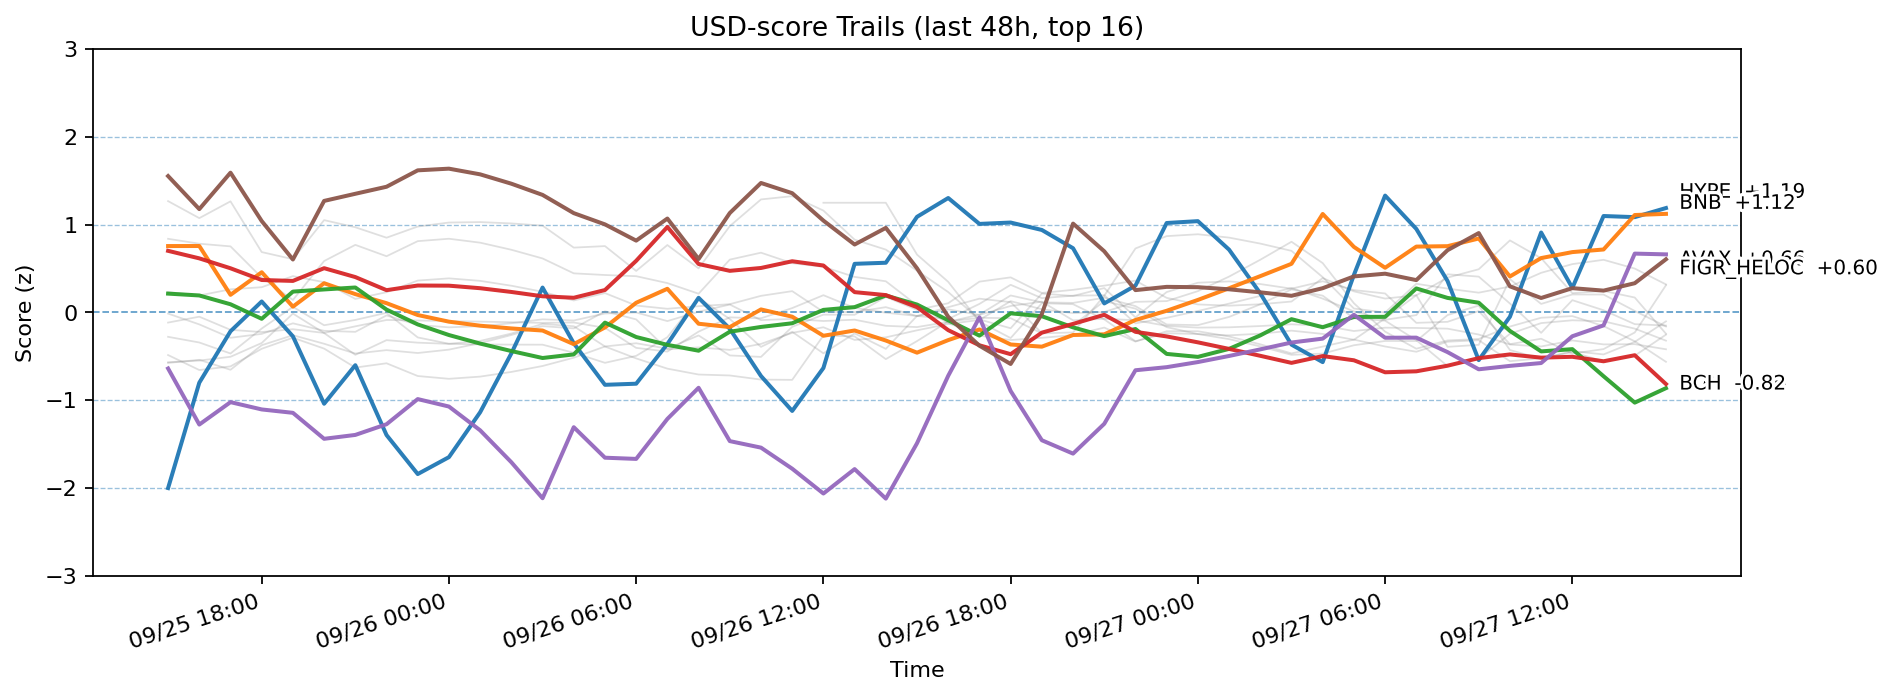 USD-score Trails (last 48h, top 16)
3
2
1
0
−1
−2
−3
Score (z)
HYPE +1.19
BNB +1.12
AVAX +0.66
FIGR_HELOC +0.60
BCH -0.82
09/25 18:00
09/26 00:00
09/26 06:00
09/26 12:00
09/26 18:00
09/27 00:00
09/27 06:00
09/27 12:00
Time